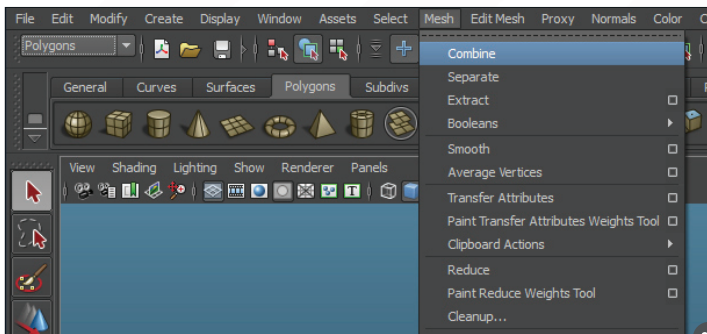 File Edit Modify Create Display Window Assets Select Mesh Edit Mesh Proxy Normals Color
Polygons
General Curves Surfaces Polygons Subdivs
View Shading Lighting Show Renderer Panels
Combine
Separate
Extract
Booleans
Smooth
Average Vertices
Transfer Attributes
Paint Transfer Attributes Weights Tool
Clipboard Actions
Reduce
Paint Reduce Weights Tool
Cleanup...